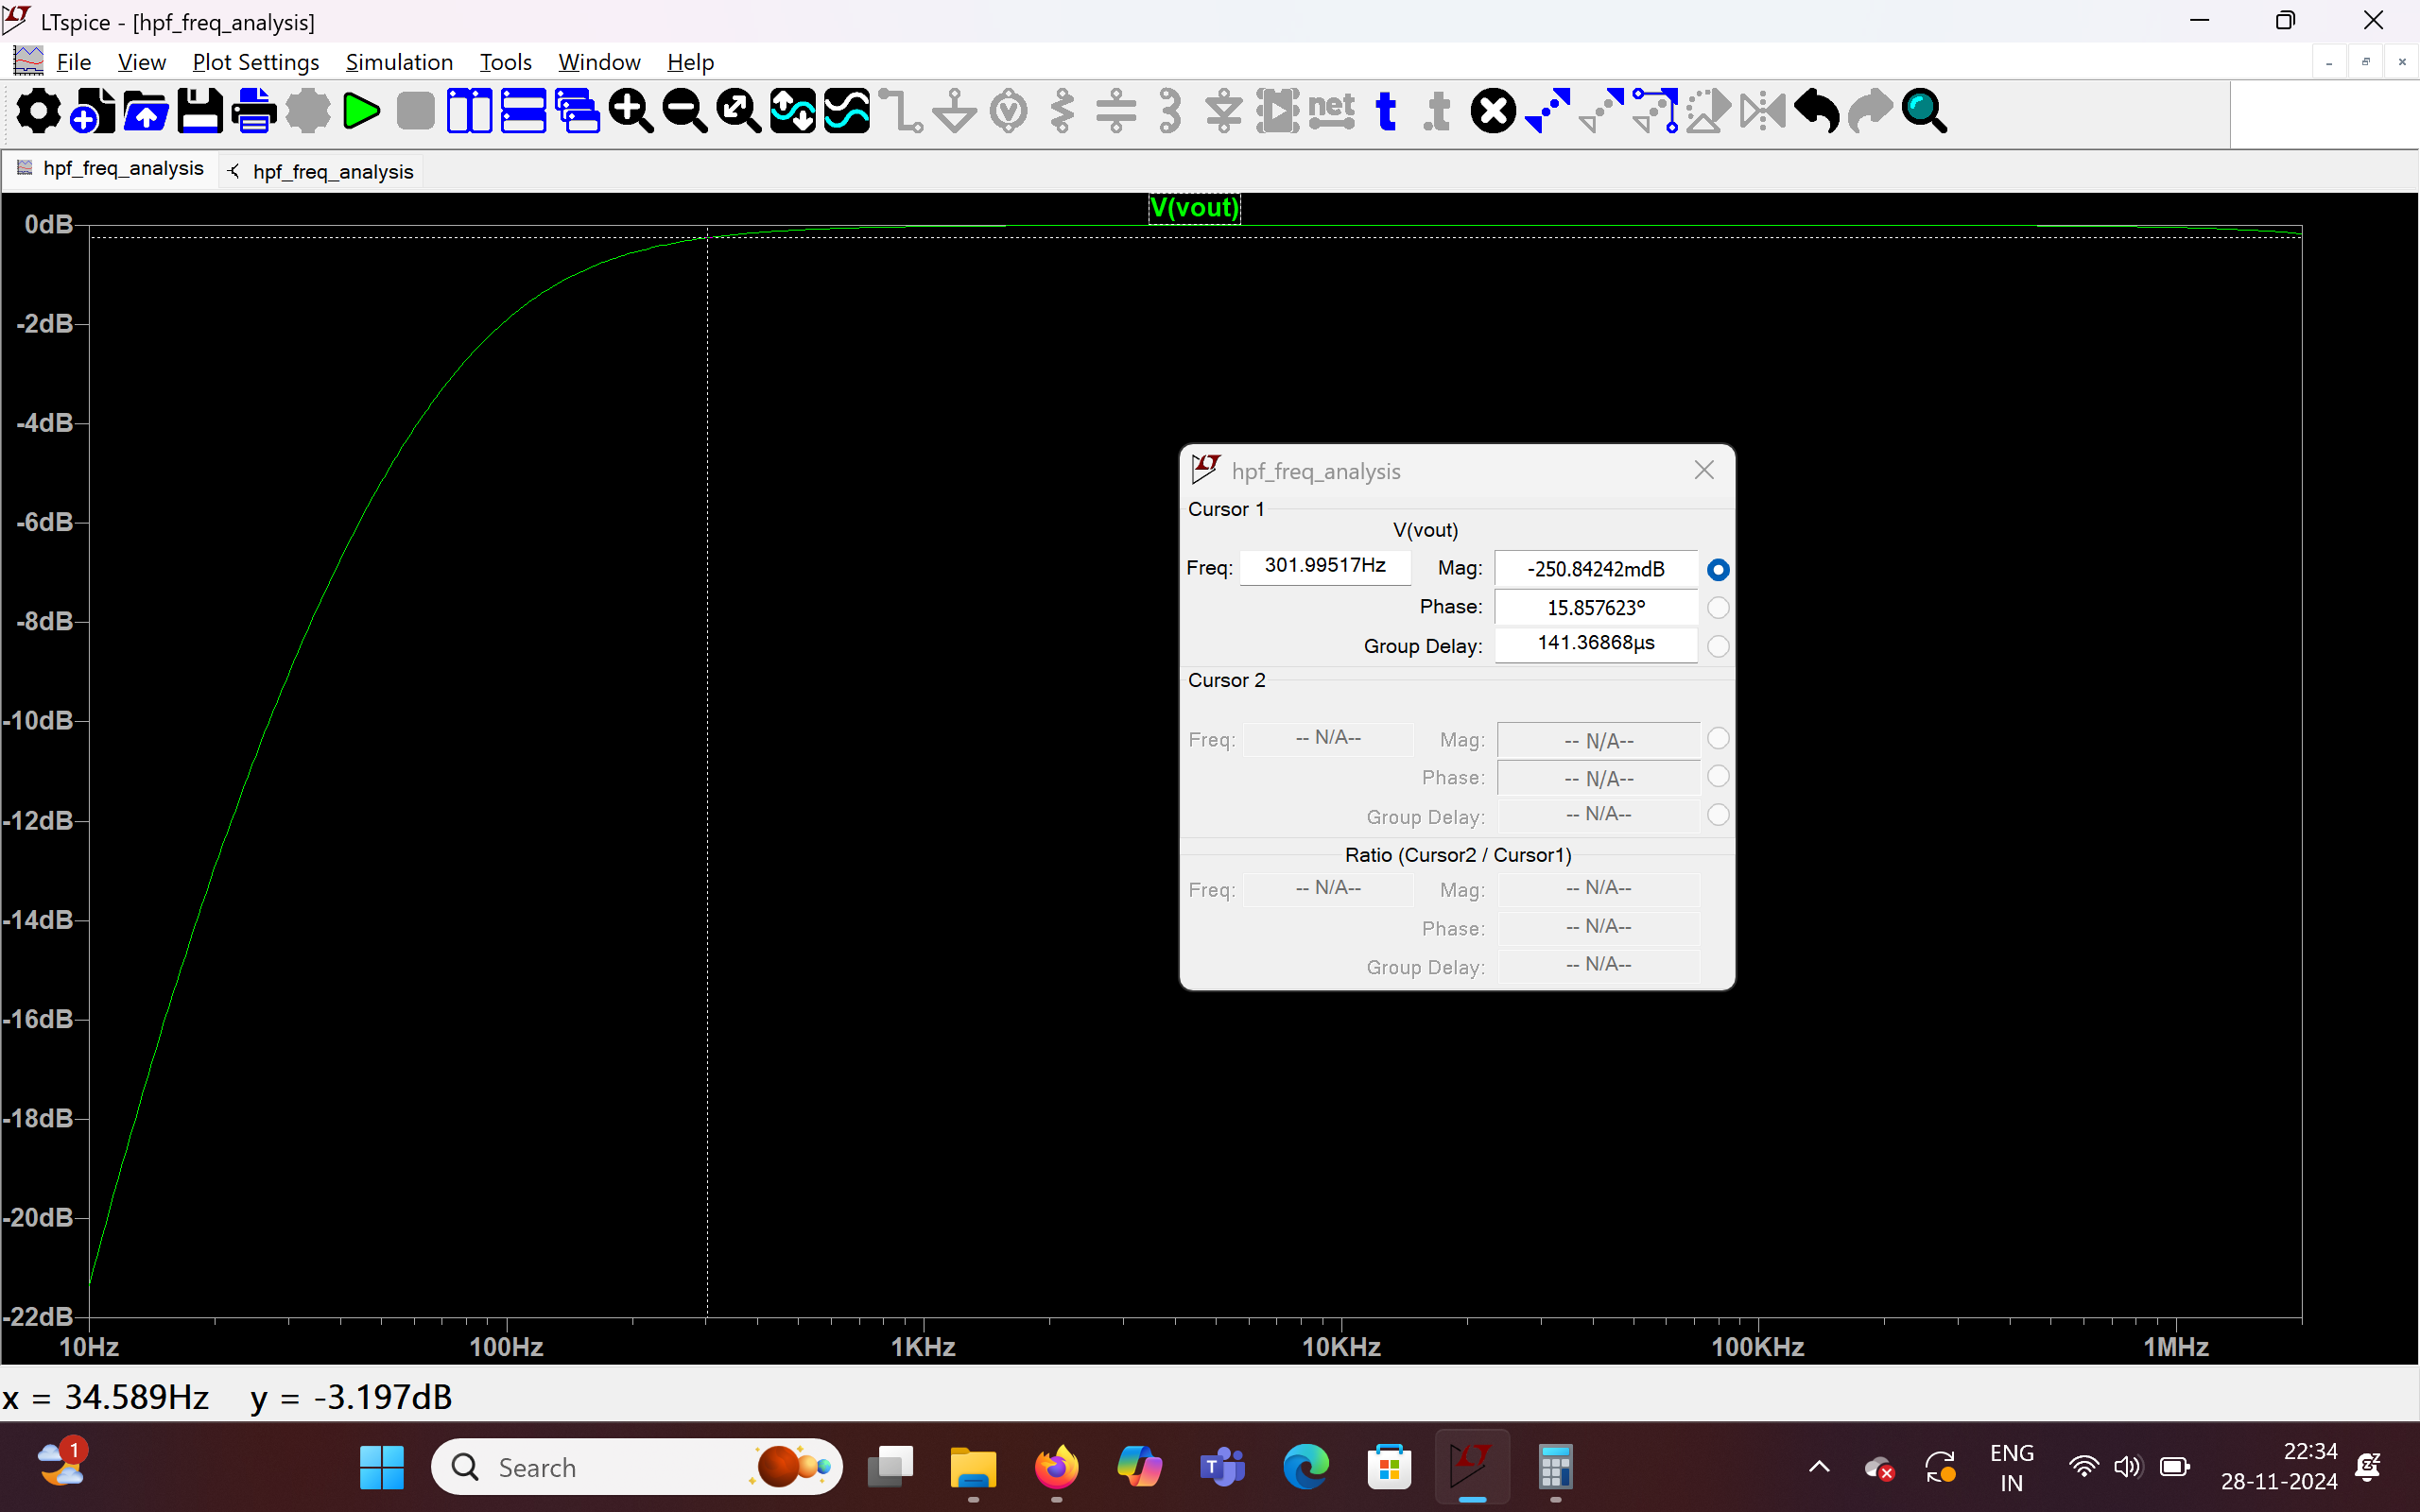 LTspice - [hpf_freq_analysis]
File View Plot Settings Simulation Tools Window Help
net t .t
hpf_freq_analysis hpf_freq_analysis
V(vout)
0dB
-2dB
-4dB
-6dB
-8dB
-10dB
-12dB
-14dB
-16dB
-18dB
-20dB
-22dB
10Hz 100Hz 1KHz 10KHz 100KHz 1MHz
hpf_freq_analysis
Cursor 1
V(vout)
Freq: 301.99517Hz Mag: -250.84242mdB
Phase: 15.857623°
Group Delay: 141.36868µs
Cursor 2
Freq: -- N/A-- Mag: -- N/A--
Phase: -- N/A--
Group Delay: -- N/A--
Ratio (Cursor2 / Cursor1)
Freq: -- N/A-- Mag: -- N/A--
Phase: -- N/A--
Group Delay: -- N/A--
x = 34.589Hz y = -3.197dB
1
Search
ENG
IN
22:34
28-11-2024